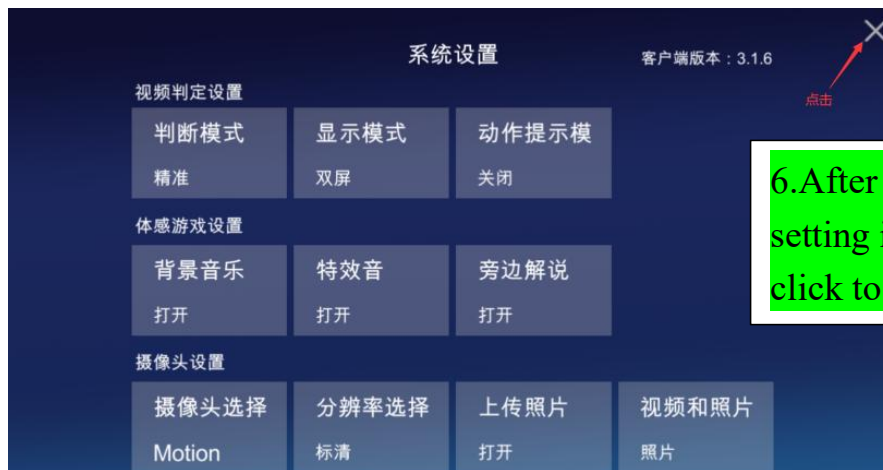 系统设置
客户端版本：3.1.6
点击
视频判定设置
判断模式
显示模式
动作提示模
精准
双屏
关闭
6.After
setting
click to
体感游戏设置
背景音乐
特效音
旁边解说
打开
打开
打开
摄像头设置
摄像头选择
分辨率选择
上传照片
视频和照片
Motion
标清
打开
照片